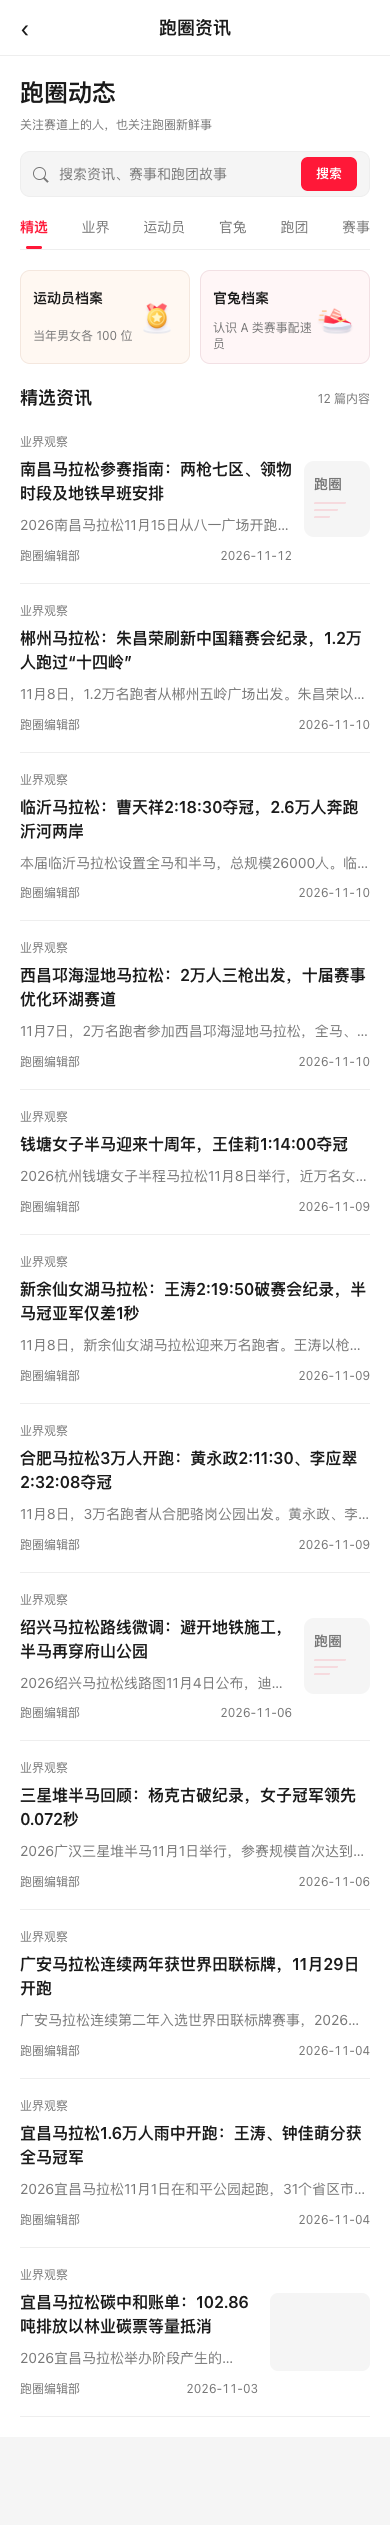 ‹ 跑圈资讯
跑圈动态
关注赛道上的人，也关注跑圈新鲜事
搜索资讯、赛事和跑团故事 搜索
精选 业界 运动员 官兔 跑团 赛事
运动员档案
当年男女各 100 位
官兔档案
认识 A 类赛事配速
员
精选资讯 12 篇内容
业界观察
南昌马拉松参赛指南：两枪七区、领物
时段及地铁早班安排
2026南昌马拉松11月15日从八一广场开跑...
跑圈编辑部 2026-11-12
跑圈
业界观察
郴州马拉松：朱昌荣刷新中国籍赛会纪录，1.2万
人跑过“十四岭”
11月8日，1.2万名跑者从郴州五岭广场出发。朱昌荣以...
跑圈编辑部 2026-11-10
业界观察
临沂马拉松：曹天祥2:18:30夺冠，2.6万人奔跑
沂河两岸
本届临沂马拉松设置全马和半马，总规模26000人。临...
跑圈编辑部 2026-11-10
业界观察
西昌邛海湿地马拉松：2万人三枪出发，十届赛事
优化环湖赛道
11月7日，2万名跑者参加西昌邛海湿地马拉松，全马、...
跑圈编辑部 2026-11-10
业界观察
钱塘女子半马迎来十周年，王佳莉1:14:00夺冠
2026杭州钱塘女子半程马拉松11月8日举行，近万名女...
跑圈编辑部 2026-11-09
业界观察
新余仙女湖马拉松：王涛2:19:50破赛会纪录，半
马冠亚军仅差1秒
11月8日，新余仙女湖马拉松迎来万名跑者。王涛以枪...
跑圈编辑部 2026-11-09
业界观察
合肥马拉松3万人开跑：黄永政2:11:30、李应翠
2:32:08夺冠
11月8日，3万名跑者从合肥骆岗公园出发。黄永政、李...
跑圈编辑部 2026-11-09
业界观察
绍兴马拉松路线微调：避开地铁施工，
半马再穿府山公园
2026绍兴马拉松线路图11月4日公布，迪...
跑圈编辑部 2026-11-06
跑圈
业界观察
三星堆半马回顾：杨克古破纪录，女子冠军领先
0.072秒
2026广汉三星堆半马11月1日举行，参赛规模首次达到...
跑圈编辑部 2026-11-06
业界观察
广安马拉松连续两年获世界田联标牌，11月29日
开跑
广安马拉松连续第二年入选世界田联标牌赛事，2026...
跑圈编辑部 2026-11-04
业界观察
宜昌马拉松1.6万人雨中开跑：王涛、钟佳萌分获
全马冠军
2026宜昌马拉松11月1日在和平公园起跑，31个省区市...
跑圈编辑部 2026-11-04
业界观察
宜昌马拉松碳中和账单：102.86
吨排放以林业碳票等量抵消
2026宜昌马拉松举办阶段产生的...
跑圈编辑部 2026-11-03